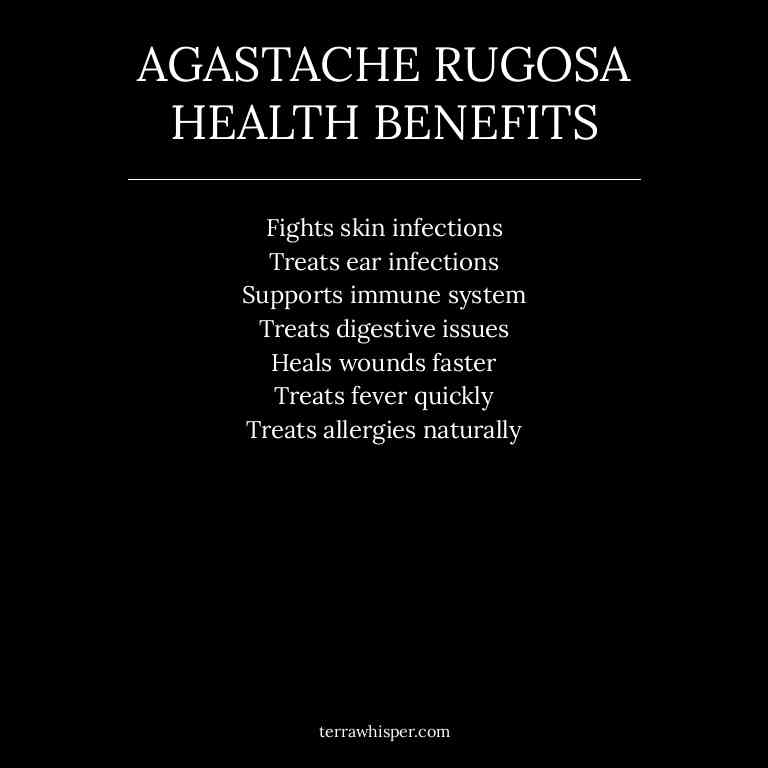 AGASTACHE RUGOSA
HEALTH BENEFITS
Fights skin infections
Treats ear infections
Supports immune system
Treats digestive issues
Heals wounds faster
Treats fever quickly
Treats allergies naturally
terrawhisper.com